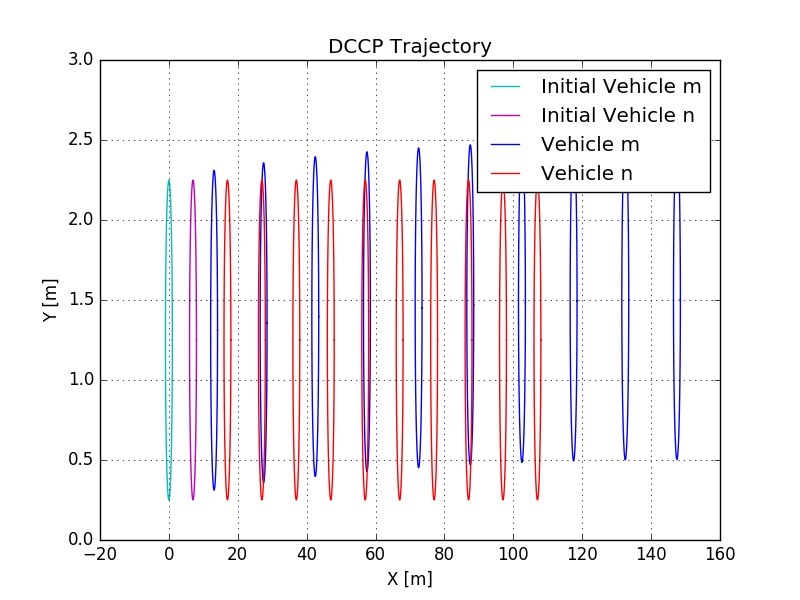 DCCP Trajectory
Initial Vehicle m
Initial Vehicle n
Vehicle m
Vehicle n
3.0
2.5
2.0
1.5
1.0
0.5
0.0
Y [m]
−20 0 20 40 60 80 100 120 140 160
X [m]